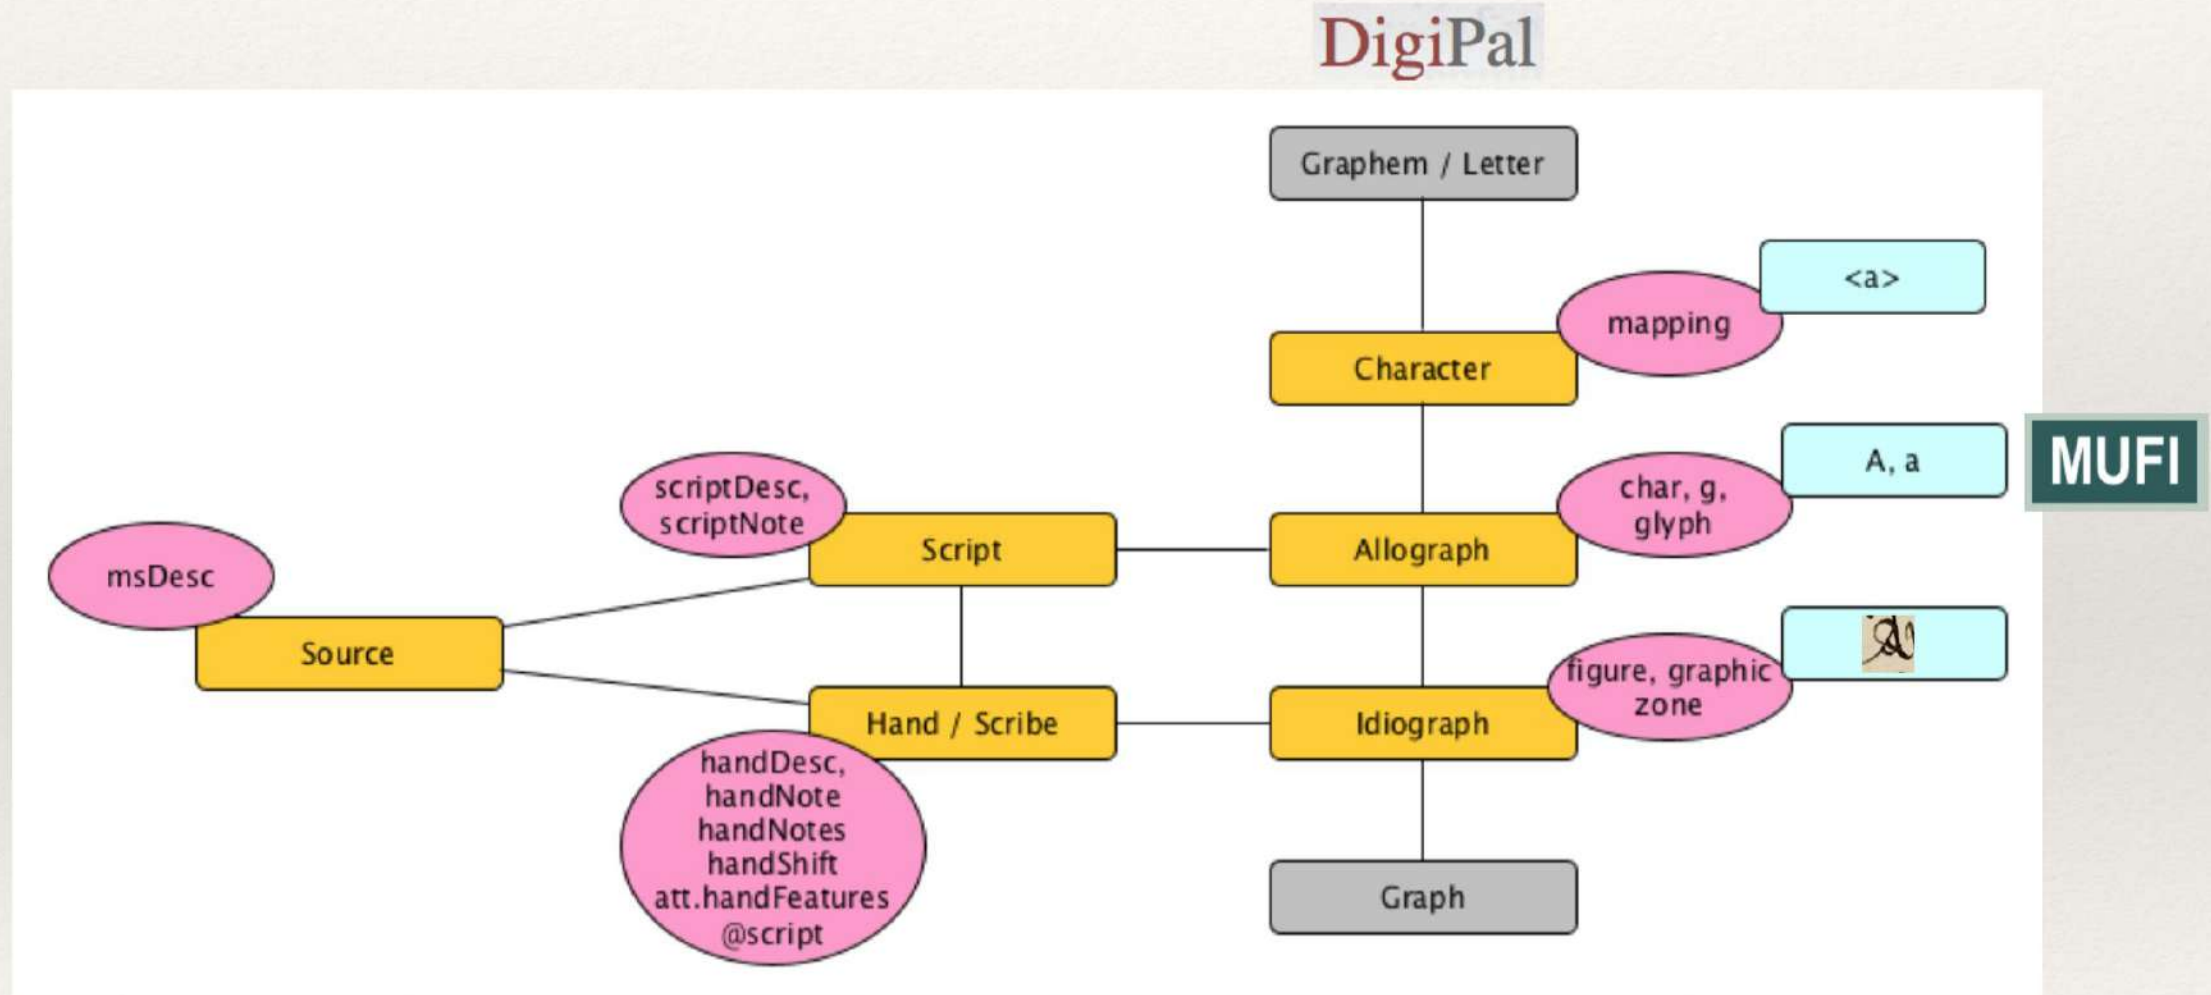 DigiPal
Graphem / Letter
<a>
mapping
Character
A, a
MUFI
char, g,
glyph
scriptDesc,
scriptNote
Script
Allograph
msDesc
Source
figure, graphic
zone
Hand / Scribe
Idiograph
handDesc,
handNote
handNotes
handShift
att.handFeatures
@script
Graph